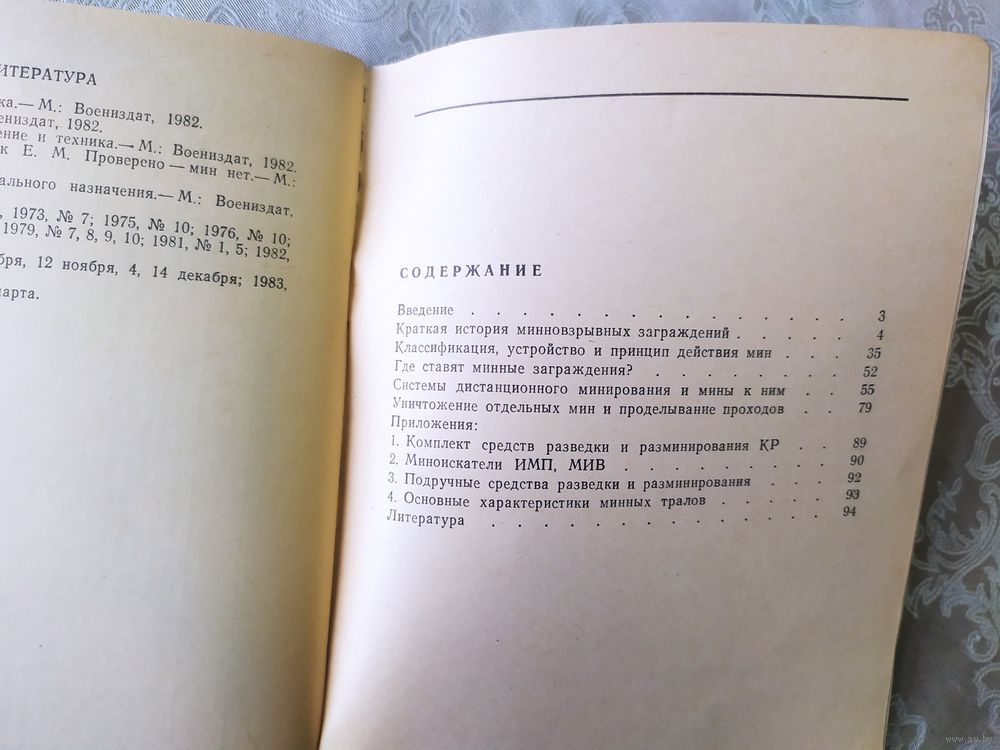 ИТЕРАТУРА
ка.— М.: Воениздат, 1982.
ениздат, 1982.
ение и техника.— М.: Воениздат, 1982.
к Е. М. Проверено — мин нет.— М.:
ального назначения.— М.: Воениздат,
, 1973, № 7; 1975, № 10; 1976, № 10;
1979, № 7, 8, 9, 10; 1981, № 1, 5; 1982,
бря, 12 ноября, 4, 14 декабря; 1983,
марта.
СОДЕРЖАНИЕ
Введение . . . . . . . . . . . . . . . . 3
Краткая история минновзрывных заграждений . . . . . . 4
Классификация, устройство и принцип действия мин . . . 35
Где ставят минные заграждения? . . . . . . . . 52
Системы дистанционного минирования и мины к ним . . 55
Уничтожение отдельных мин и проделывание проходов . . 79
Приложения:
1. Комплект средств разведки и разминирования КР . . 89
2. Миноискатели ИМП, МИВ . . . . . . . . . 90
3. Подручные средства разведки и разминирования . . . 92
4. Основные характеристики минных тралов . . . . . 93
Литература . . . . . . . . . . . . . . . 94
www.ay.by